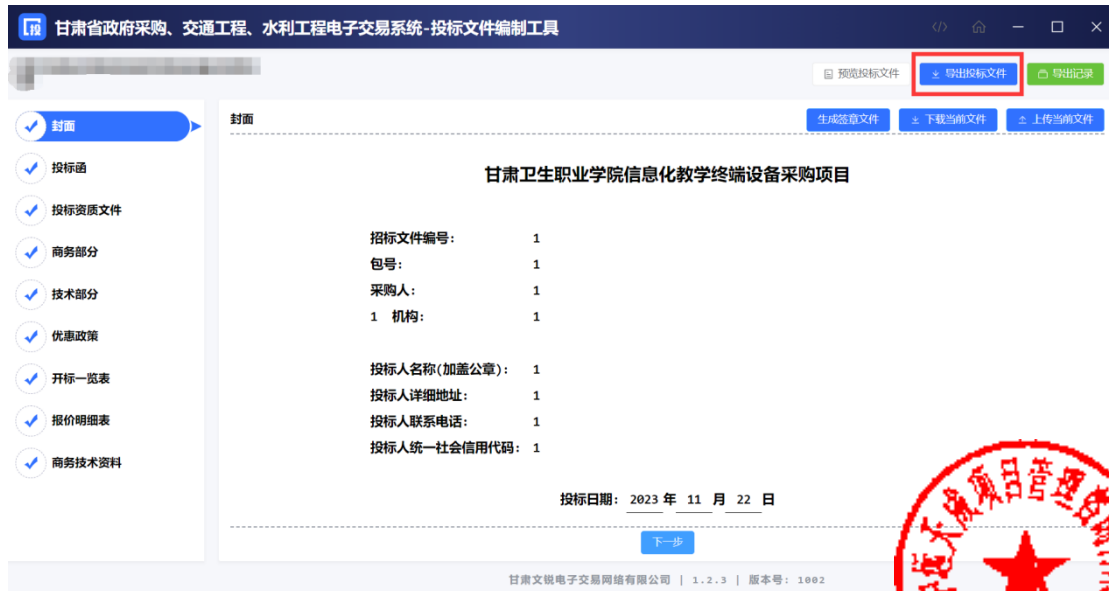 投 甘肃省政府采购、交通工程、水利工程电子交易系统-投标文件编制工具 </>
预览投标文件 导出投标文件 导出记录
封面 封面 生成签章文件 下载当前文件 上传当前文件
投标函
投标资质文件
商务部分
技术部分
优惠政策
开标一览表
报价明细表
商务技术资料
甘肃卫生职业学院信息化教学终端设备采购项目
招标文件编号: 1
包号: 1
采购人: 1
1 机构: 1
投标人名称(加盖公章): 1
投标人详细地址: 1
投标人联系电话: 1
投标人统一社会信用代码: 1
投标日期: 2023 年 11 月 22 日
下一步
甘肃文锐电子交易网络有限公司 | 1.2.3 | 版本号: 1002
项目管理